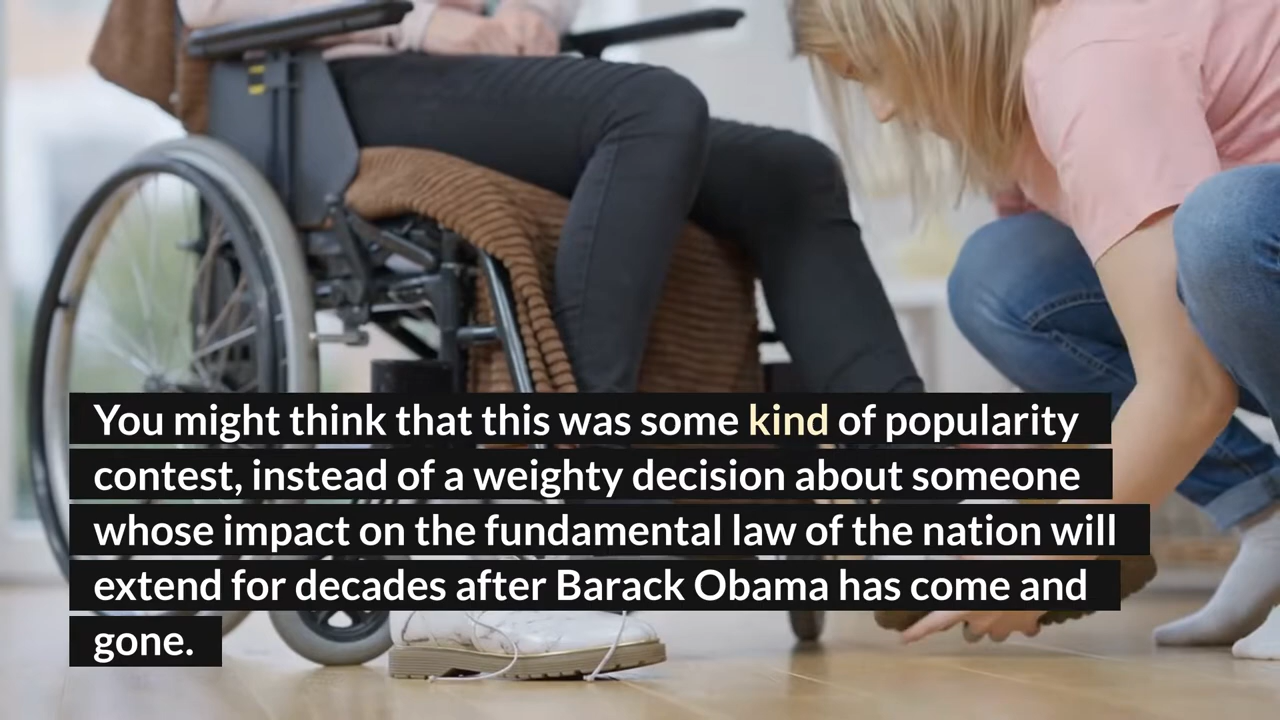 You might think that this was some kind of popularity
contest, instead of a weighty decision about someone
whose impact on the fundamental law of the nation will
extend for decades after Barack Obama has come and
gone.